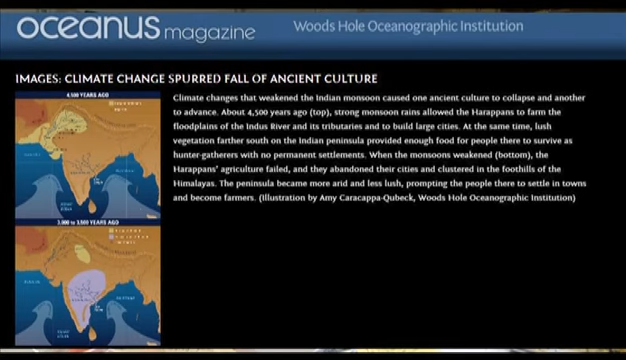 oceanus magazine
Woods Hole Oceanographic Institution
IMAGES: CLIMATE CHANGE SPURRED FALL OF ANCIENT CULTURE
4,500 YEARS AGO
Climate changes that weakened the Indian monsoon caused one ancient culture to collapse and another
to advance. About 4,500 years ago (top), strong monsoon rains allowed the Harappans to farm the
floodplains of the Indus River and its tributaries and to build large cities. At the same time, lush
vegetation farther south on the Indian peninsula provided enough food for people there to survive as
hunter-gatherers with no permanent settlements. When the monsoons weakened (bottom), the
Harappans' agriculture failed, and they abandoned their cities and clustered in the foothills of the
Himalayas. The peninsula became more arid and less lush, prompting the people there to settle in towns
and become farmers. (Illustration by Amy Caracappa-Qubeck, Woods Hole Oceanographic Institution)
YEARS AGO